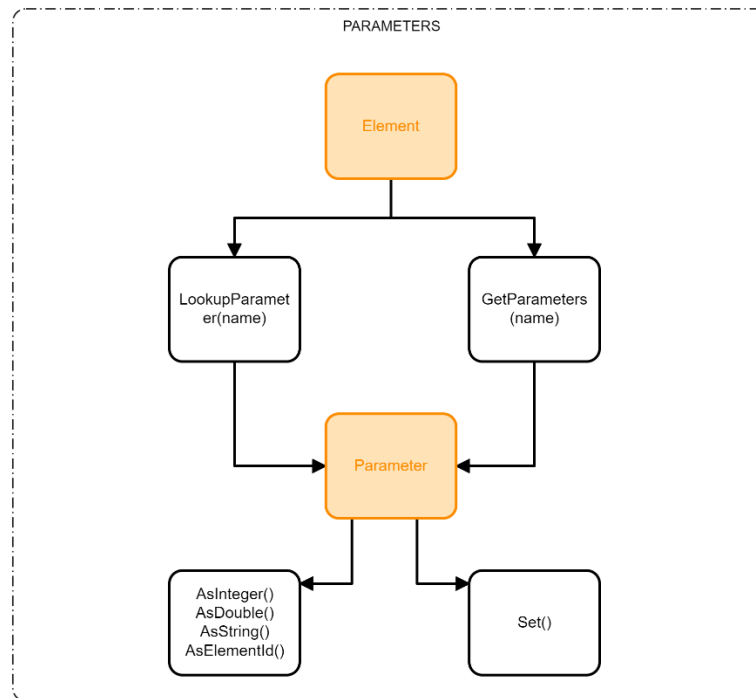 PARAMETERS
Element
LookupParamet
er(name)
GetParameters
(name)
Parameter
AsInteger()
AsDouble()
AsString()
AsElementId()
Set()